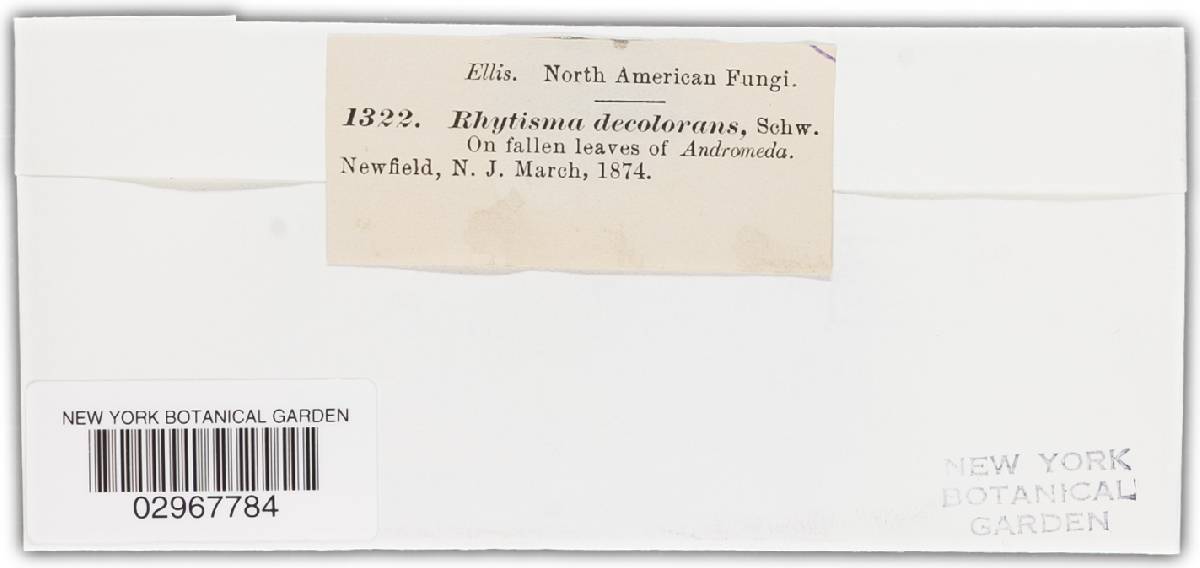 Ellis. North American Fungi.
1322. Rhytisma decolorans, Schw.
On fallen leaves of Andromeda.
Newfield, N. J. March, 1874.
NEW YORK BOTANICAL GARDEN
02967784
NEW YORK
BOTANICAL
GARDEN